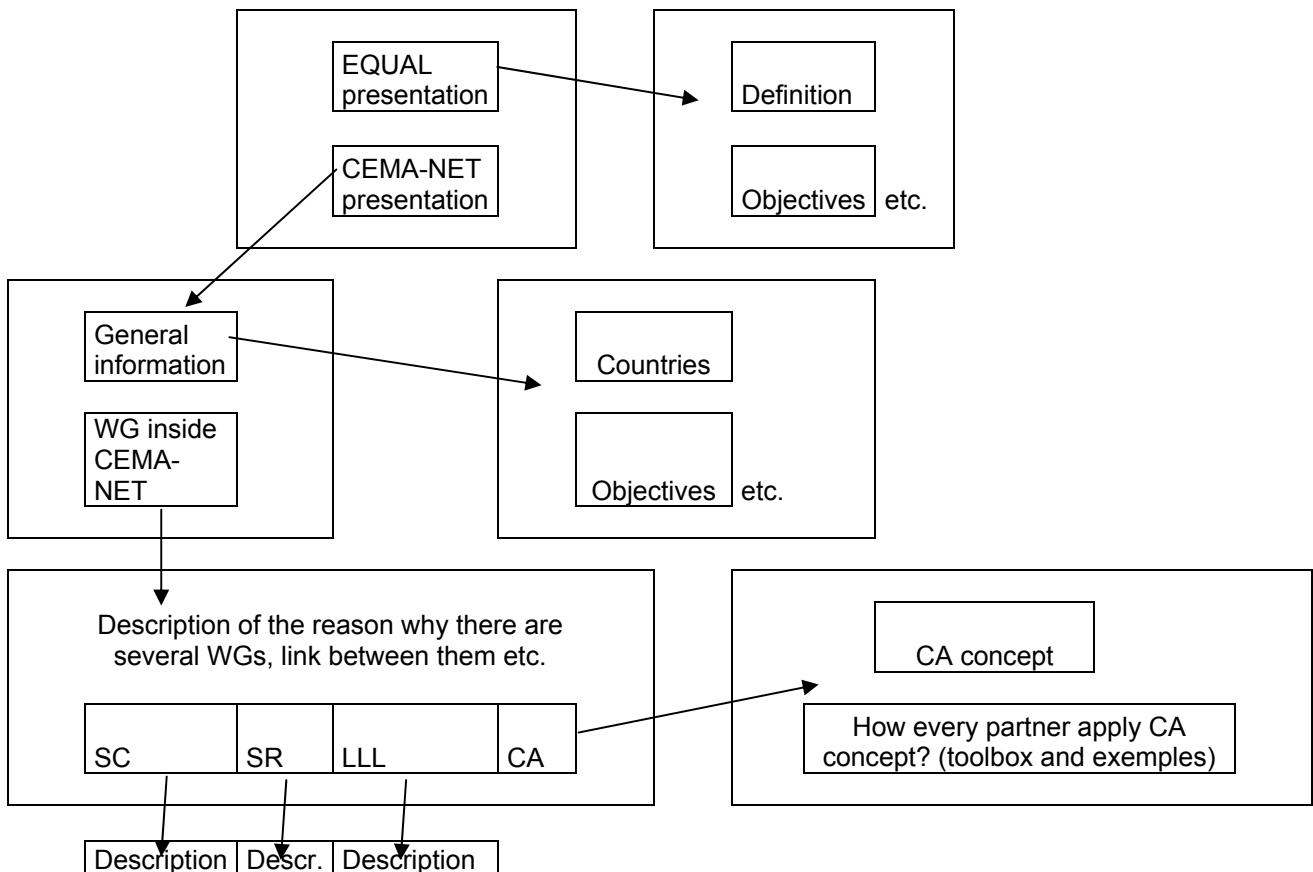 EQUAL
presentation
Definition
CEMA-NET
presentation
Objectives etc.
General
information
Countries
WG inside
CEMA-
NET
Objectives etc.
Description of the reason why there are
several WGs, link between them etc.
CA concept
SC SR LLL CA
How every partner apply CA
concept? (toolbox and exemples)
Description Descr. Description